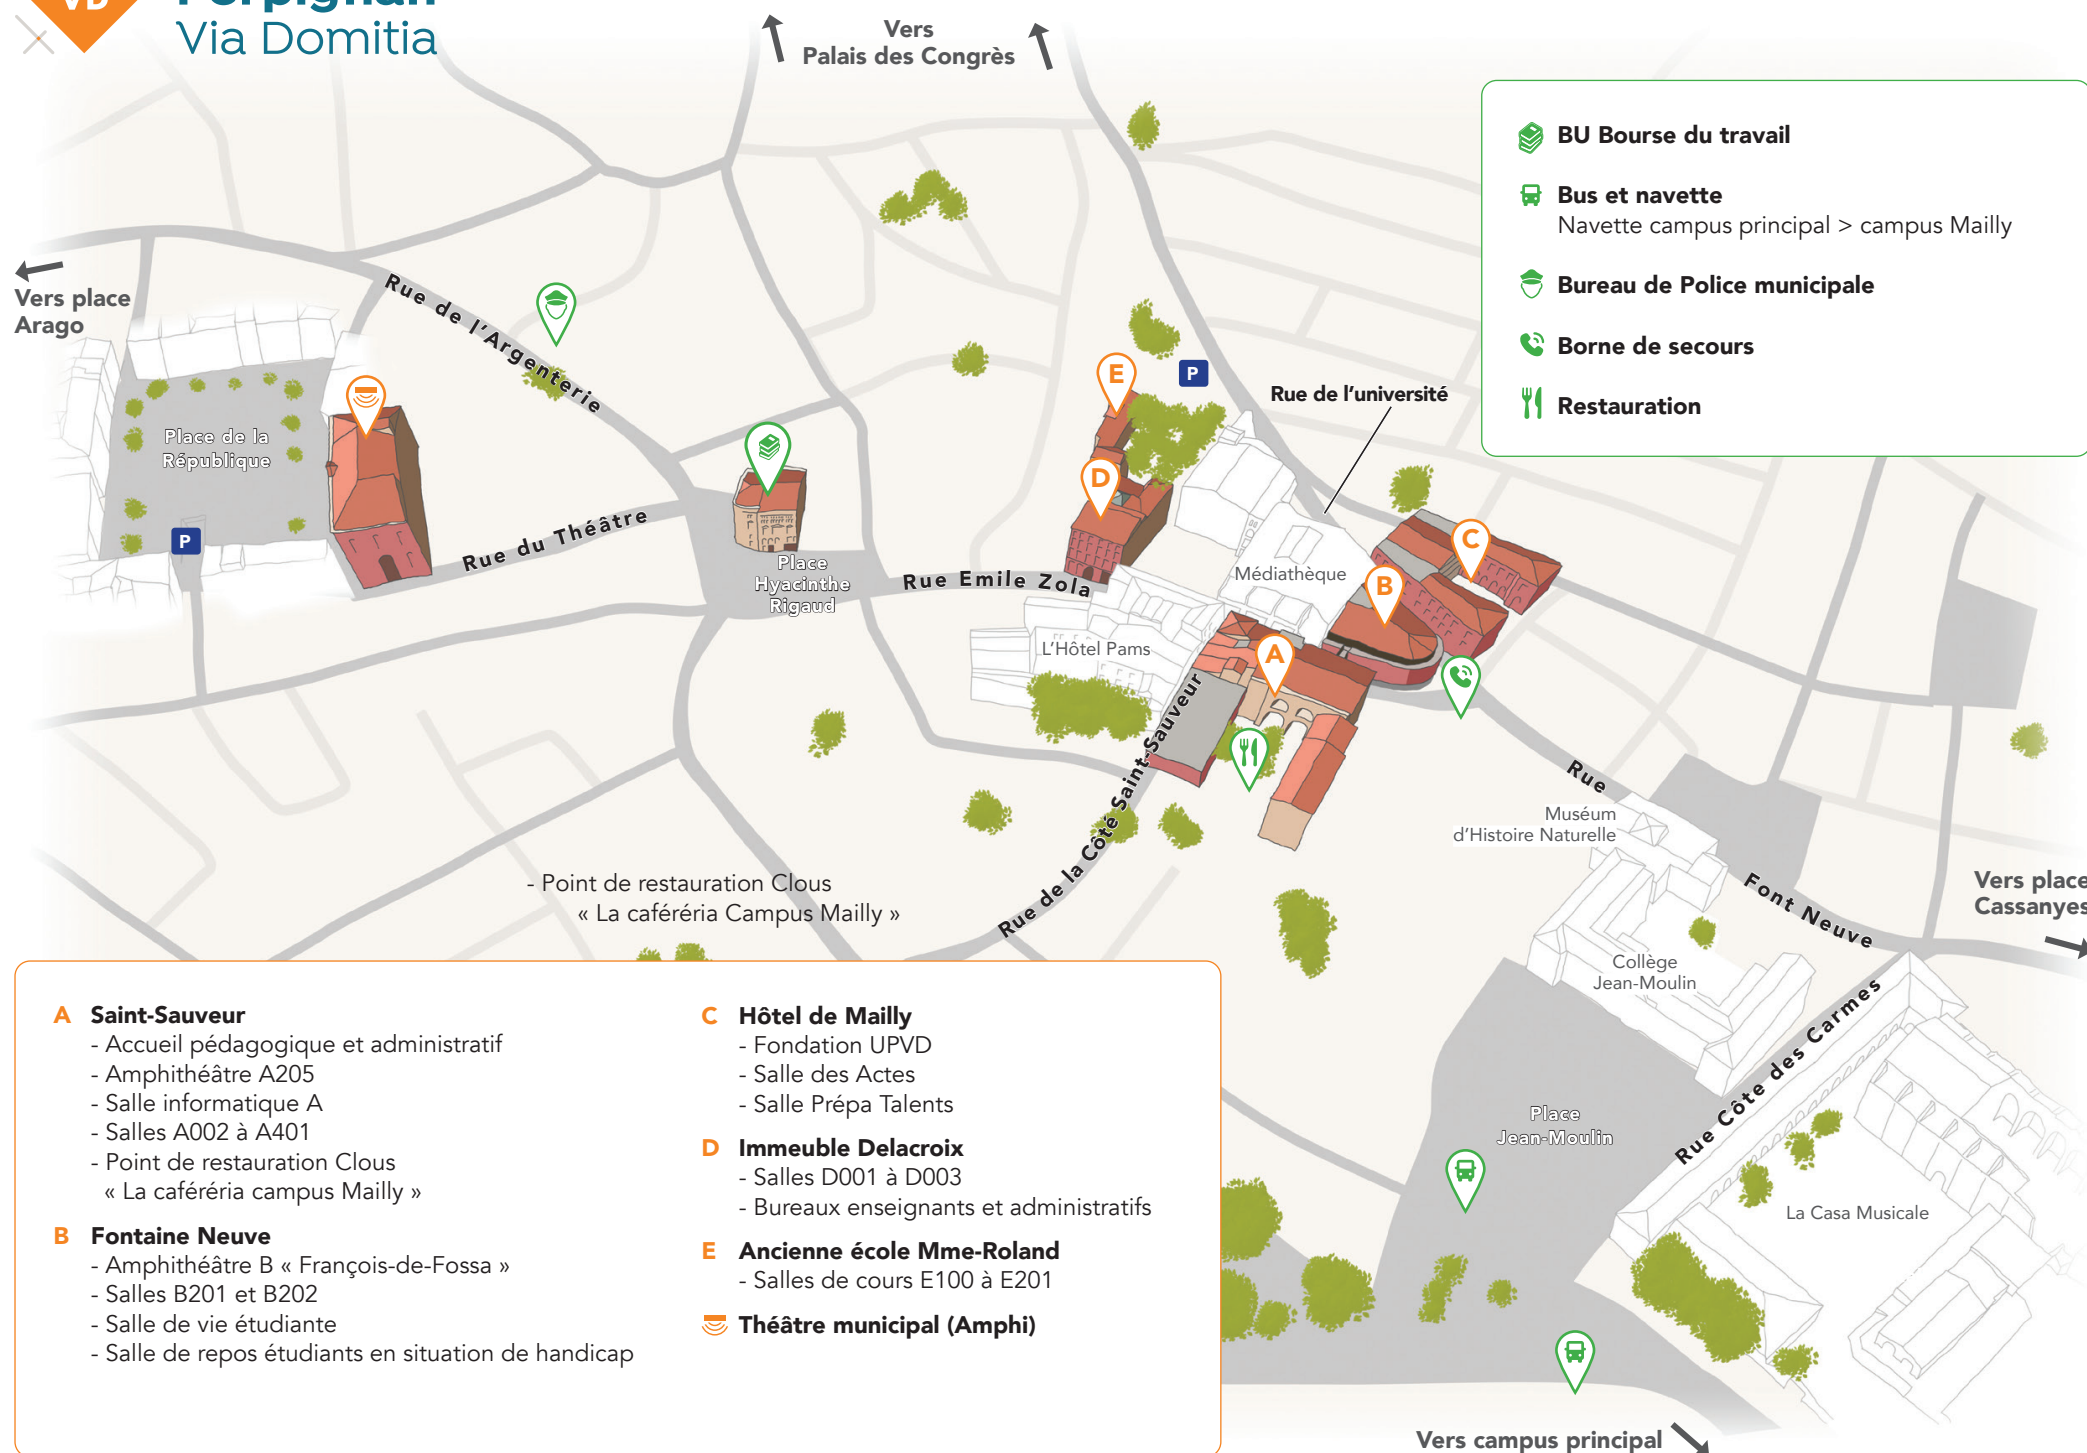 VD
Perpignan
Via Domitia
Vers
Palais des Congrès
BU Bourse du travail
Bus et navette
Navette campus principal > campus Mailly
Bureau de Police municipale
Borne de secours
Restauration
Vers place
Arago
Rue de l'Argenterie
Place de la
République
P
Rue du Théâtre
Place
Hyacinthe
Rigaud
Rue Emile Zola
E
P
D
Rue de l'université
Médiathèque
C
B
A
L'Hôtel Pams
Rue de la Côté Saint-Sauveur
Rue
Font Neuve
Muséum
d'Histoire Naturelle
Vers place
Cassanyes
Collège
Jean-Moulin
Rue Côte des Carmes
Place
Jean-Moulin
La Casa Musicale
Vers campus principal
- Point de restauration Clous
« La caféréria Campus Mailly »
A Saint-Sauveur
- Accueil pédagogique et administratif
- Amphithéâtre A205
- Salle informatique A
- Salles A002 à A401
- Point de restauration Clous
« La caféréria campus Mailly »
B Fontaine Neuve
- Amphithéâtre B « François-de-Fossa »
- Salles B201 et B202
- Salle de vie étudiante
- Salle de repos étudiants en situation de handicap
C Hôtel de Mailly
- Fondation UPVD
- Salle des Actes
- Salle Prépa Talents
D Immeuble Delacroix
- Salles D001 à D003
- Bureaux enseignants et administratifs
E Ancienne école Mme-Roland
- Salles de cours E100 à E201
Théâtre municipal (Amphi)